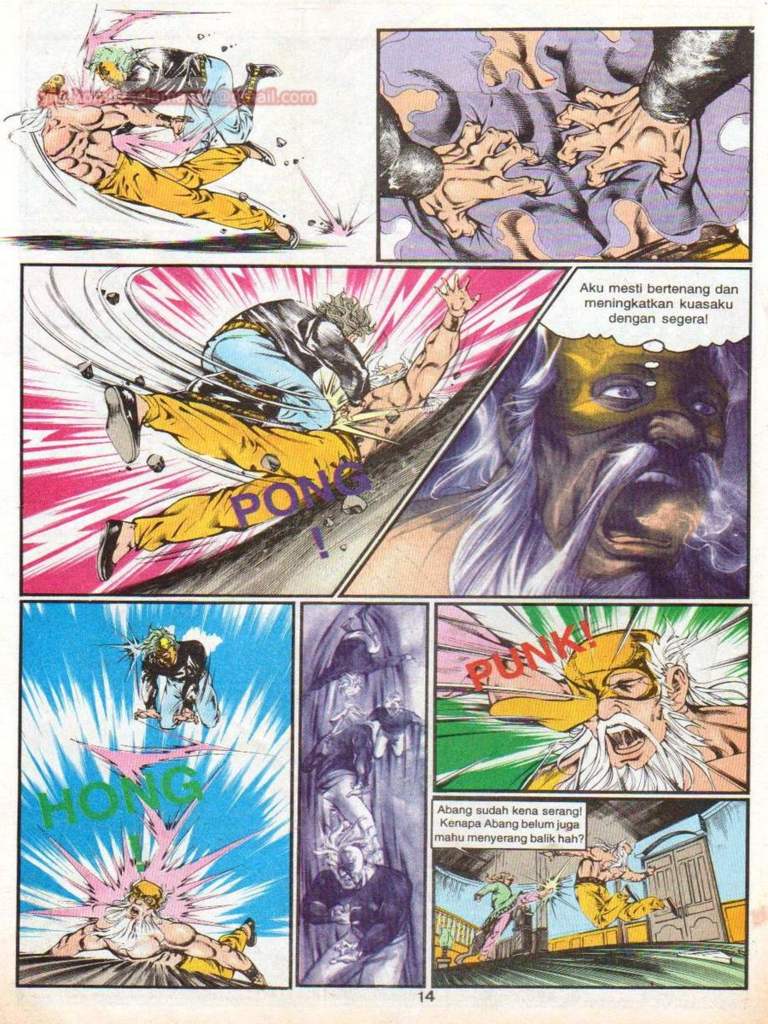 Aku mesti bertenang dan
meningkatkan kuasaku
dengan segera!
PONG
!
HONG
!
PUNK!
Abang sudah kena serang!
Kenapa Abang belum juga
mahu menyerang balik hah?
14